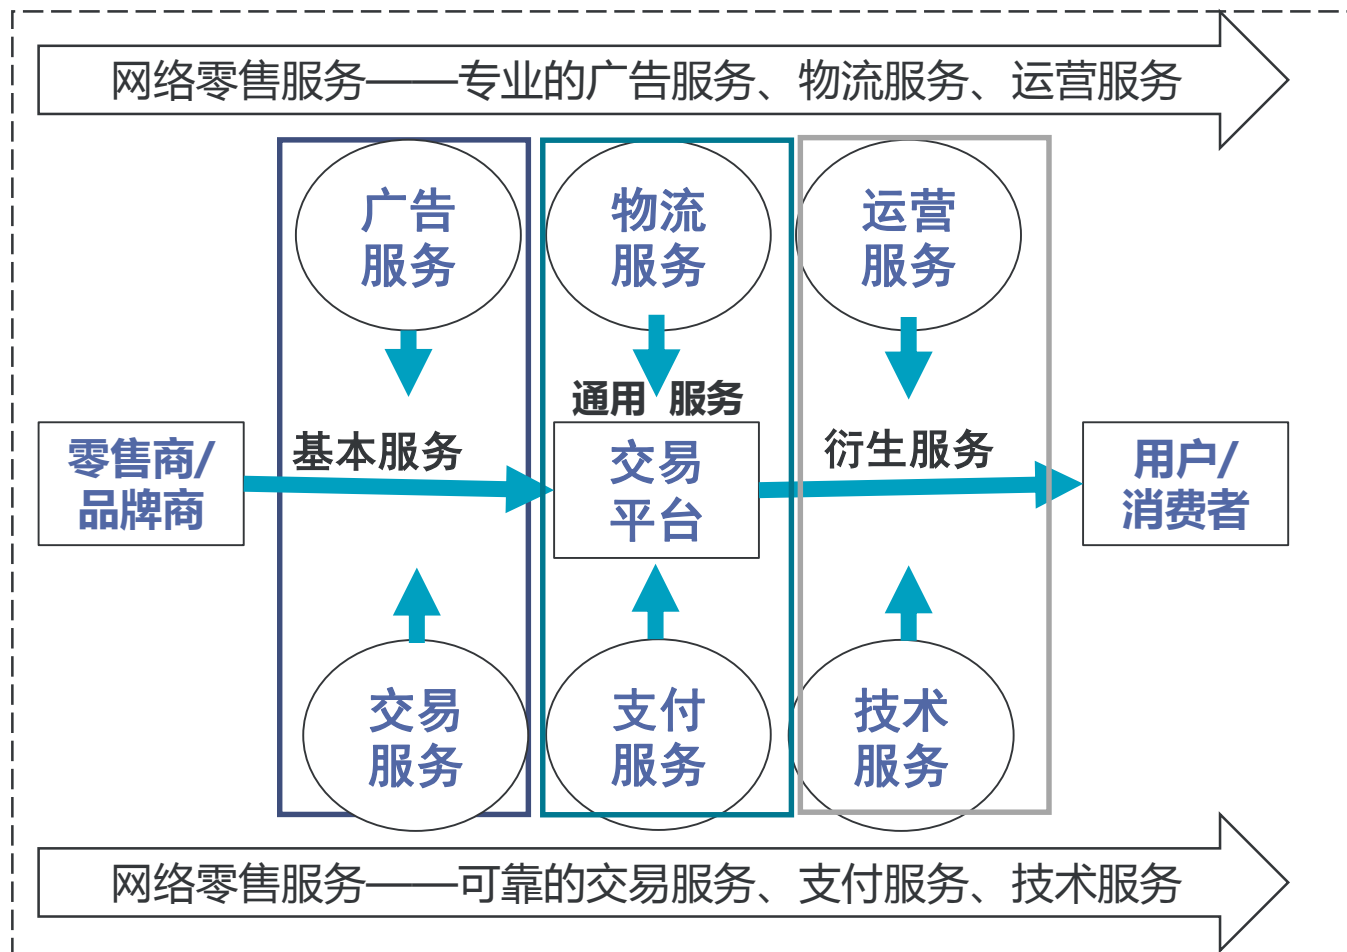 网络零售服务——专业的广告服务、物流服务、运营服务
广告
服务
物流
服务
运营
服务
通用 服务
基本服务
衍生服务
零售商/
品牌商
交易
平台
用户/
消费者
交易
服务
支付
服务
技术
服务
网络零售服务——可靠的交易服务、支付服务、技术服务